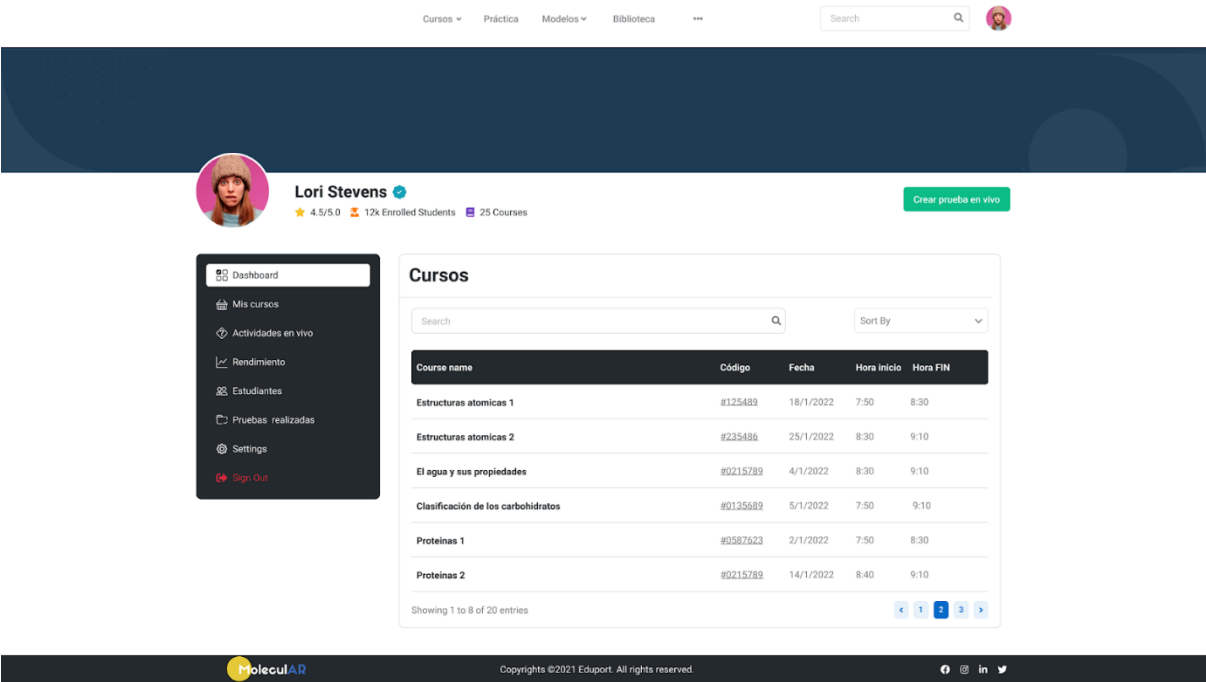 Cursos Práctica Modelos Biblioteca ••• Search
Lori Stevens
4.5/5.0 12k Enrolled Students 25 Courses
Crear prueba en vivo
Dashboard
Mis cursos
Actividades en vivo
Rendimiento
Estudiantes
Pruebas realizadas
Settings
Sign Out
Cursos
Search Sort By
Course name Código Fecha Hora inicio Hora FIN
Estructuras atomicas 1 #125489 18/1/2022 7:50 8:30
Estructuras atomicas 2 #235486 25/1/2022 8:30 9:10
El agua y sus propiedades #0215789 4/1/2022 8:30 9:10
Clasificación de los carbohidratos #0135689 5/1/2022 7:50 9:10
Proteinas 1 #0587623 2/1/2022 7:50 8:30
Proteinas 2 #0215789 14/1/2022 8:40 9:10
Showing 1 to 8 of 20 entries 1 2 3
MoleculAR Copyrights ©2021 Eduport. All rights reserved.